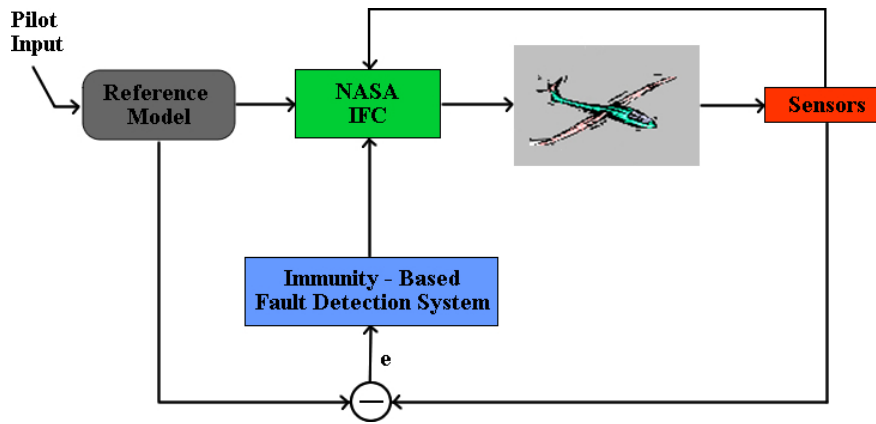 Pilot
Input
Reference
Model
NASA
IFC
Sensors
Immunity - Based
Fault Detection System
e